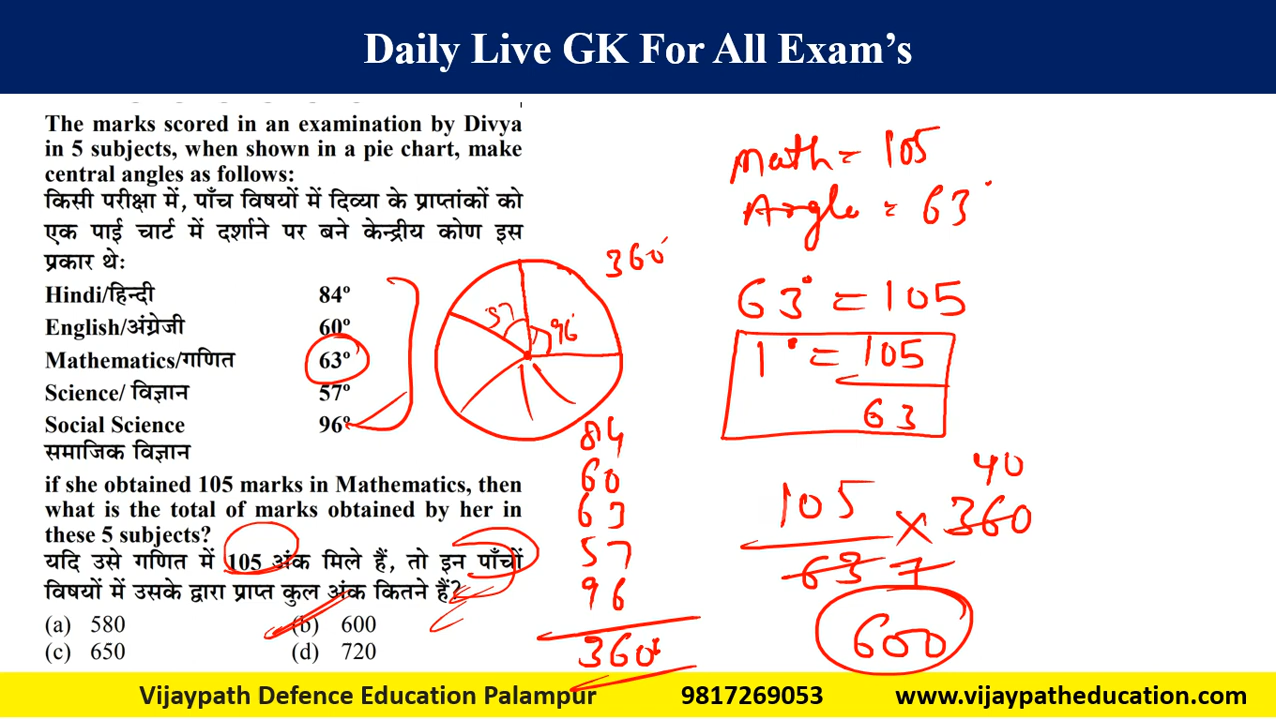 Daily Live GK For All Exam's
The marks scored in an examination by Divya
in 5 subjects, when shown in a pie chart, make
central angles as follows:
किसी परीक्षा में, पाँच विषयों में दिव्या के प्राप्तांकों को
एक पाई चार्ट में दर्शाने पर बने केन्द्रीय कोण इस
प्रकार थे:
Hindi/हिन्दी 84º
English/अंग्रेजी 60º
Mathematics/गणित 63º
Science/ विज्ञान 57º
Social Science 96º
समाजिक विज्ञान
if she obtained 105 marks in Mathematics, then
what is the total of marks obtained by her in
these 5 subjects?
यदि उसे गणित में 105 अंक मिले हैं, तो इन पाँचों
विषयों में उसके द्वारा प्राप्त कुल अंक कितने हैं?
(a) 580 (b) 600
(c) 650 (d) 720
360°
57 96
84
60
63
57
96
360°
Math = 105
Angle = 63°
63° = 105
1° = 105
63
40
105 × 360
63 7
600
Vijaypath Defence Education Palampur 9817269053 www.vijaypatheducation.com